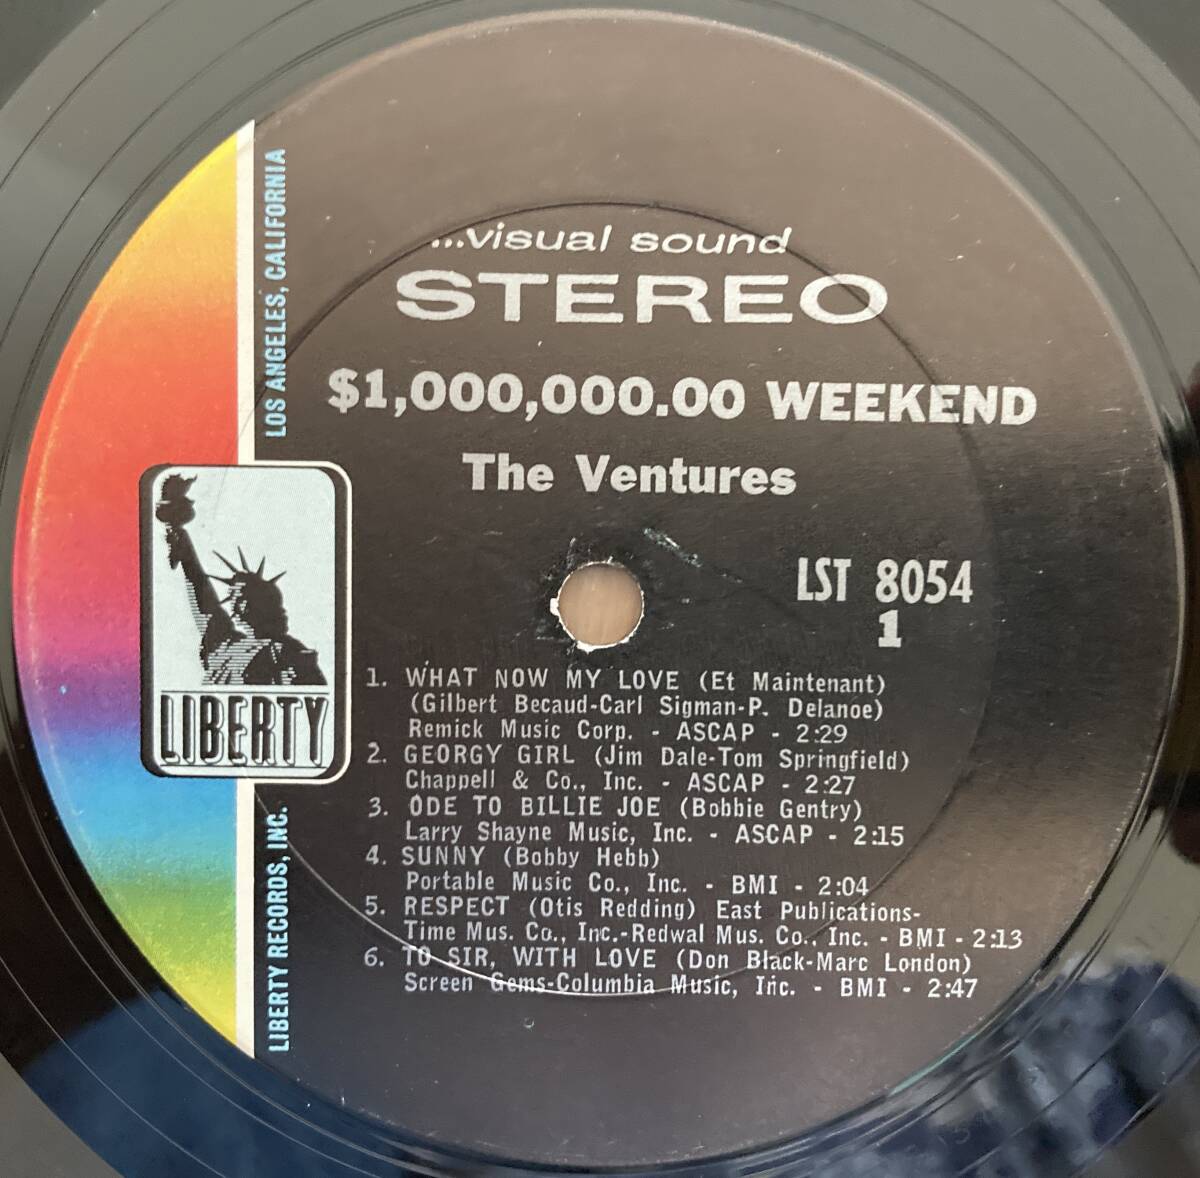 ...visual sound
STEREO
$1,000,000.00 WEEKEND
The Ventures
LST 8054
1
1. WHAT NOW MY LOVE (Et Maintenant)
(Gilbert Becaud-Carl Sigman-P. Delanoe)
Remick Music Corp. - ASCAP - 2:29
2. GEORGY GIRL (Jim Dale-Tom Springfield)
Chappell & Co., Inc. - ASCAP - 2:27
3. ODE TO BILLIE JOE (Bobbie Gentry)
Larry Shayne Music, Inc. - ASCAP - 2:15
4. SUNNY (Bobby Hebb)
Portable Music Co., Inc. - BMI - 2:04
5. RESPECT (Otis Redding) East Publications-
Time Mus. Co., Inc.-Redwal Mus. Co., Inc. - BMI - 2:13
6. TO SIR, WITH LOVE (Don Black-Marc London)
Screen Gems-Columbia Music, Inc. - BMI - 2:47
LIBERTY
LIBERTY RECORDS, INC.
LOS ANGELES, CALIFORNIA